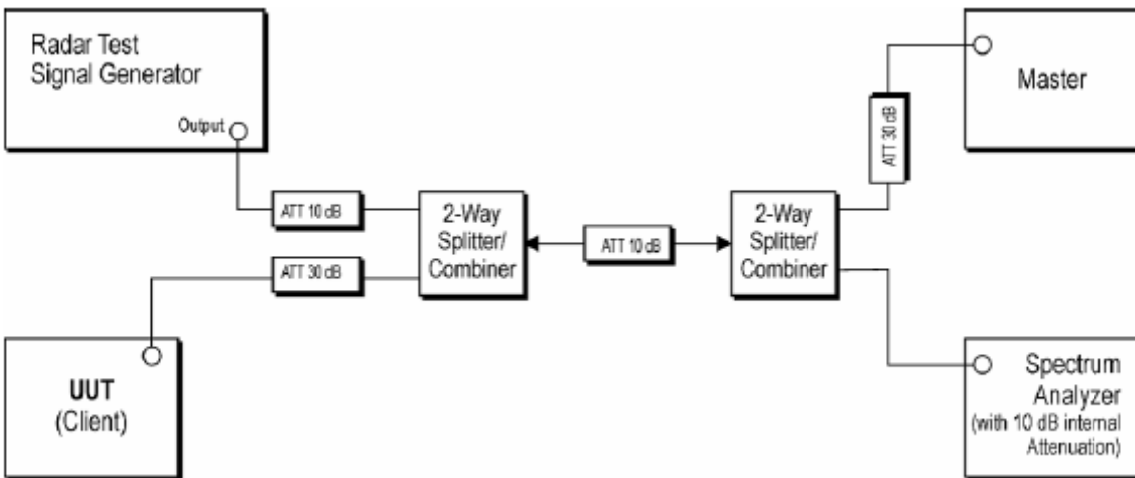 Radar Test
Signal Generator
Output
Master
ATT 30 dB
ATT 10 dB
2-Way
Splitter/
Combiner
ATT 10 dB
2-Way
Splitter/
Combiner
ATT 30 dB
UUT
(Client)
Spectrum
Analyzer
(with 10 dB internal
Attenuation)